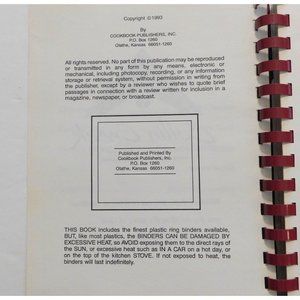 Copyright ©1993
By
COOKBOOK PUBLISHERS, INC.
P.O. Box 1260
Olathe, Kansas 66051-1260
All rights reserved. No part of this publication may be reproduced
or transmitted in any form by any means, electronic or
mechanical, including photocopy, recording, or any information
storage or retrieval system, without permission in writing from
the publisher, except by a reviewer who wishes to quote brief
passages in connection with a review written for inclusion in a
magazine, newspaper, or broadcast.
Published and Printed By
Cookbook Publishers, Inc.
P.O. Box 1260
Olathe, Kansas 66051-1260
THIS BOOK includes the finest plastic ring binders available,
BUT, like most plastics, the BINDERS CAN BE DAMAGED BY
EXCESSIVE HEAT, so AVOID exposing them to the direct rays of
the SUN, or excessive heat such as IN A CAR on a hot day, or
on the top of the kitchen STOVE. If not exposed to heat, the
binders will last indefinitely.